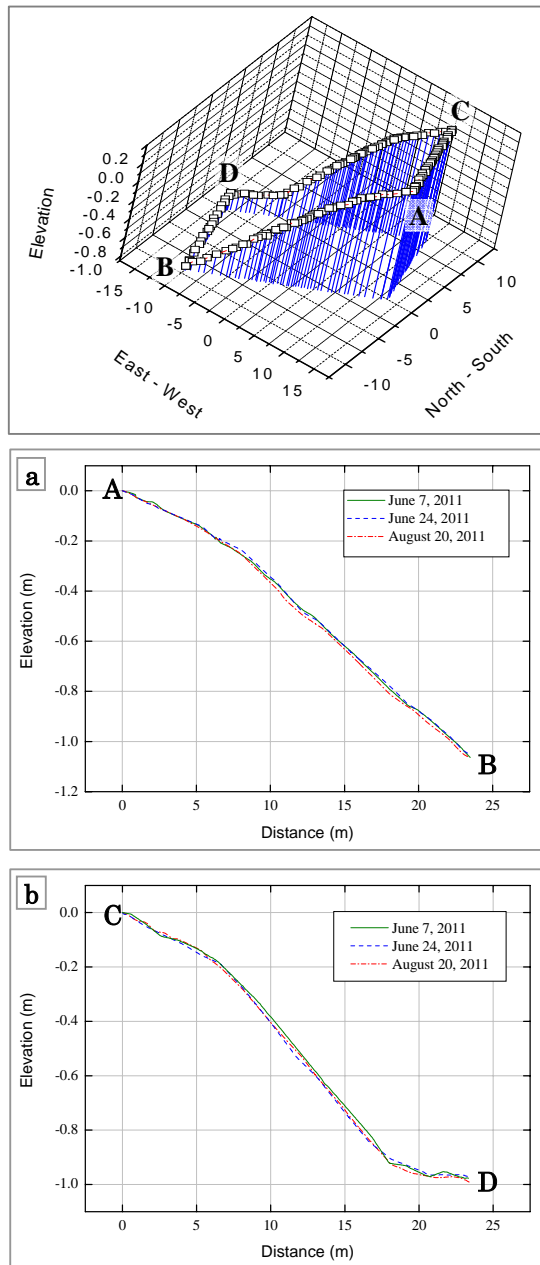 C
0.2
0.0
-0.2
-0.4
-0.6
-0.8
-1.0
Elevation
D
A
B
-15
-10
-5
0
5
10
15
East - West
-10
-5
0
5
10
North - South
a
A
0.0
-0.2
-0.4
-0.6
-0.8
-1.0
-1.2
Elevation (m)
June 7, 2011
June 24, 2011
August 20, 2011
B
0 5 10 15 20 25
Distance (m)
b
C
0.0
-0.2
-0.4
-0.6
-0.8
-1.0
Elevation (m)
June 7, 2011
June 24, 2011
August 20, 2011
D
0 5 10 15 20 25
Distance (m)